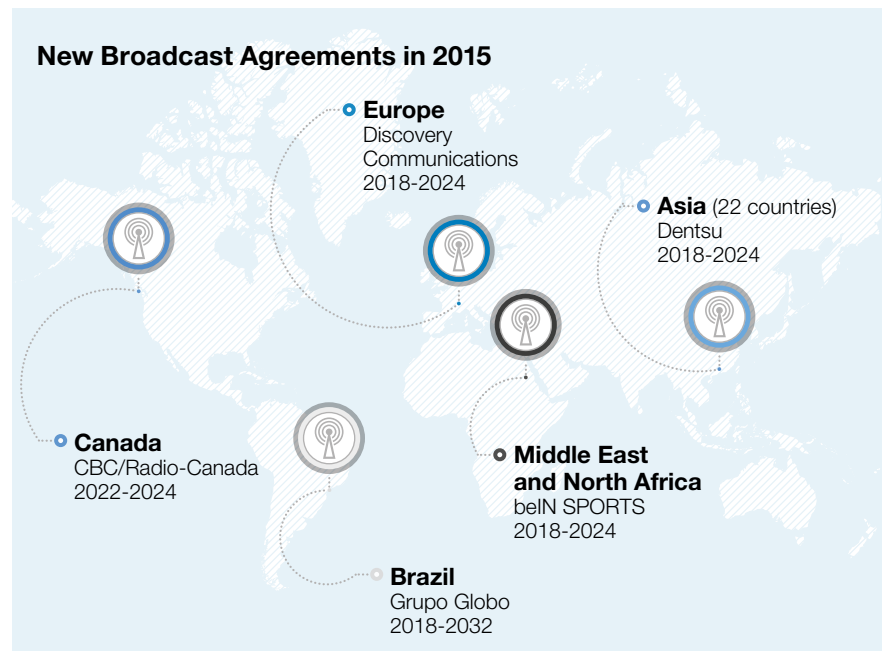 New Broadcast Agreements in 2015
Europe
Discovery
Communications
2018-2024
Asia (22 countries)
Dentsu
2018-2024
Canada
CBC/Radio-Canada
2022-2024
Middle East
and North Africa
beIN SPORTS
2018-2024
Brazil
Grupo Globo
2018-2032